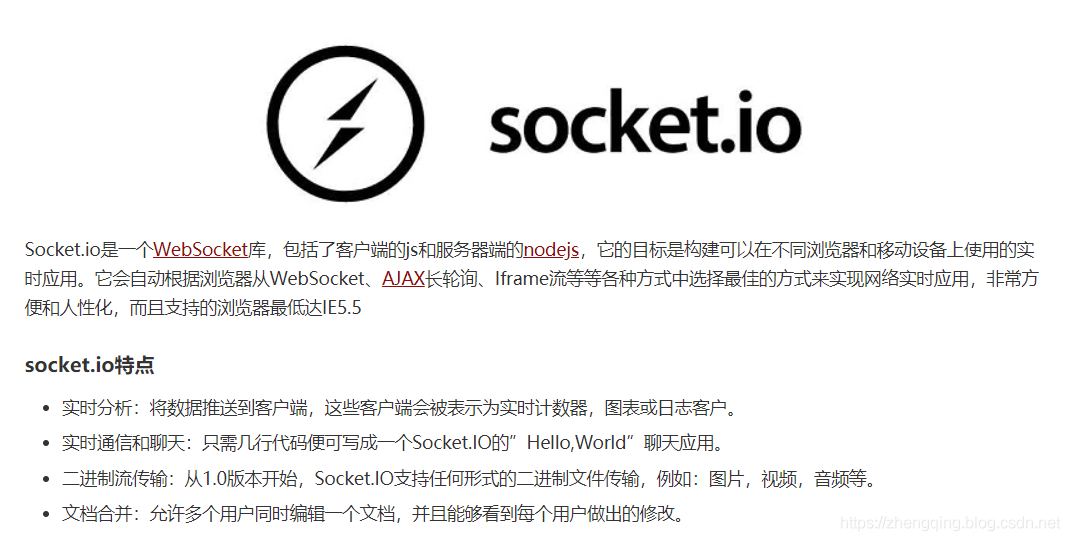 socket.io
Socket.io是一个WebSocket库，包括了客户端的js和服务器端的nodejs，它的目标是构建可以在不同浏览器和移动设备上使用的实
时应用。它会自动根据浏览器从WebSocket、AJAX长轮询、Iframe流等等各种方式中选择最佳的方式来实现网络实时应用，非常方
便和人性化，而且支持的浏览器最低达IE5.5
socket.io特点
• 实时分析：将数据推送到客户端，这些客户端会被表示为实时计数器，图表或日志客户。
• 实时通信和聊天：只需几行代码便可写成一个Socket.IO的”Hello,World”聊天应用。
• 二进制流传输：从1.0版本开始，Socket.IO支持任何形式的二进制文件传输，例如：图片，视频，音频等。
• 文档合并：允许多个用户同时编辑一个文档，并且能够看到每个用户做出的修改。
https://zhengqing.blog.csdn.net